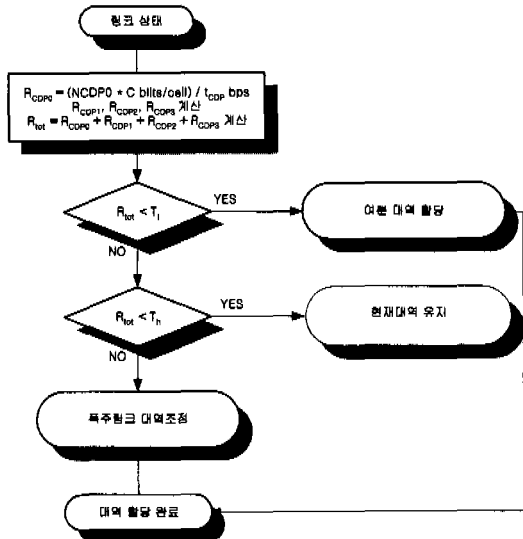 링크 상태
R_CDP0 = (NCDP0 * C bits/cell) / t_CDP bps
R_CDP1, R_CDP2, R_CDP3 계산
R_tot = R_CDP0 + R_CDP1 + R_CDP2 + R_CDP3 계산
R_tot < T_l
YES
여분 대역 할당
NO
R_tot < T_h
YES
현재대역 유지
NO
폭주링크 대역조정
대역 할당 완료